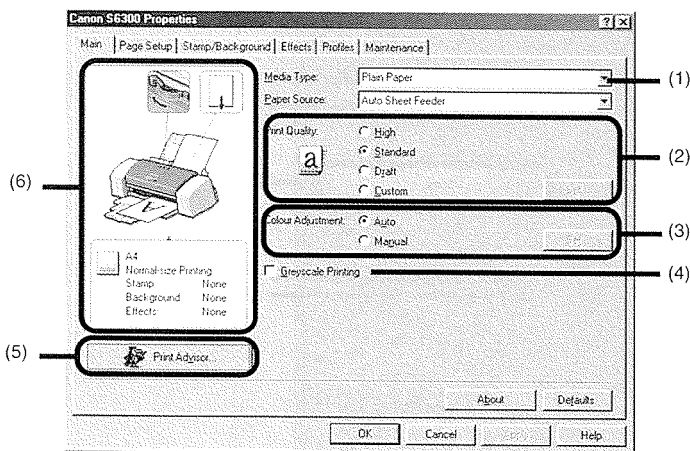 Canon S6300 Properties
Main Page Setup Stamp/Background Effects Profiles Maintenance
Media Type: Plain Paper (1)
Paper Source: Auto Sheet Feeder
Print Quality: High
a Standard (2)
Draft
Custom
(6)
Colour Adjustment: Auto
Manual (3)
Greyscale Printing (4)
A4
Normal-size Printing
Stamp None
Background None
Effects: None
(5) Print Advisor...
About Defaults
OK Cancel Help